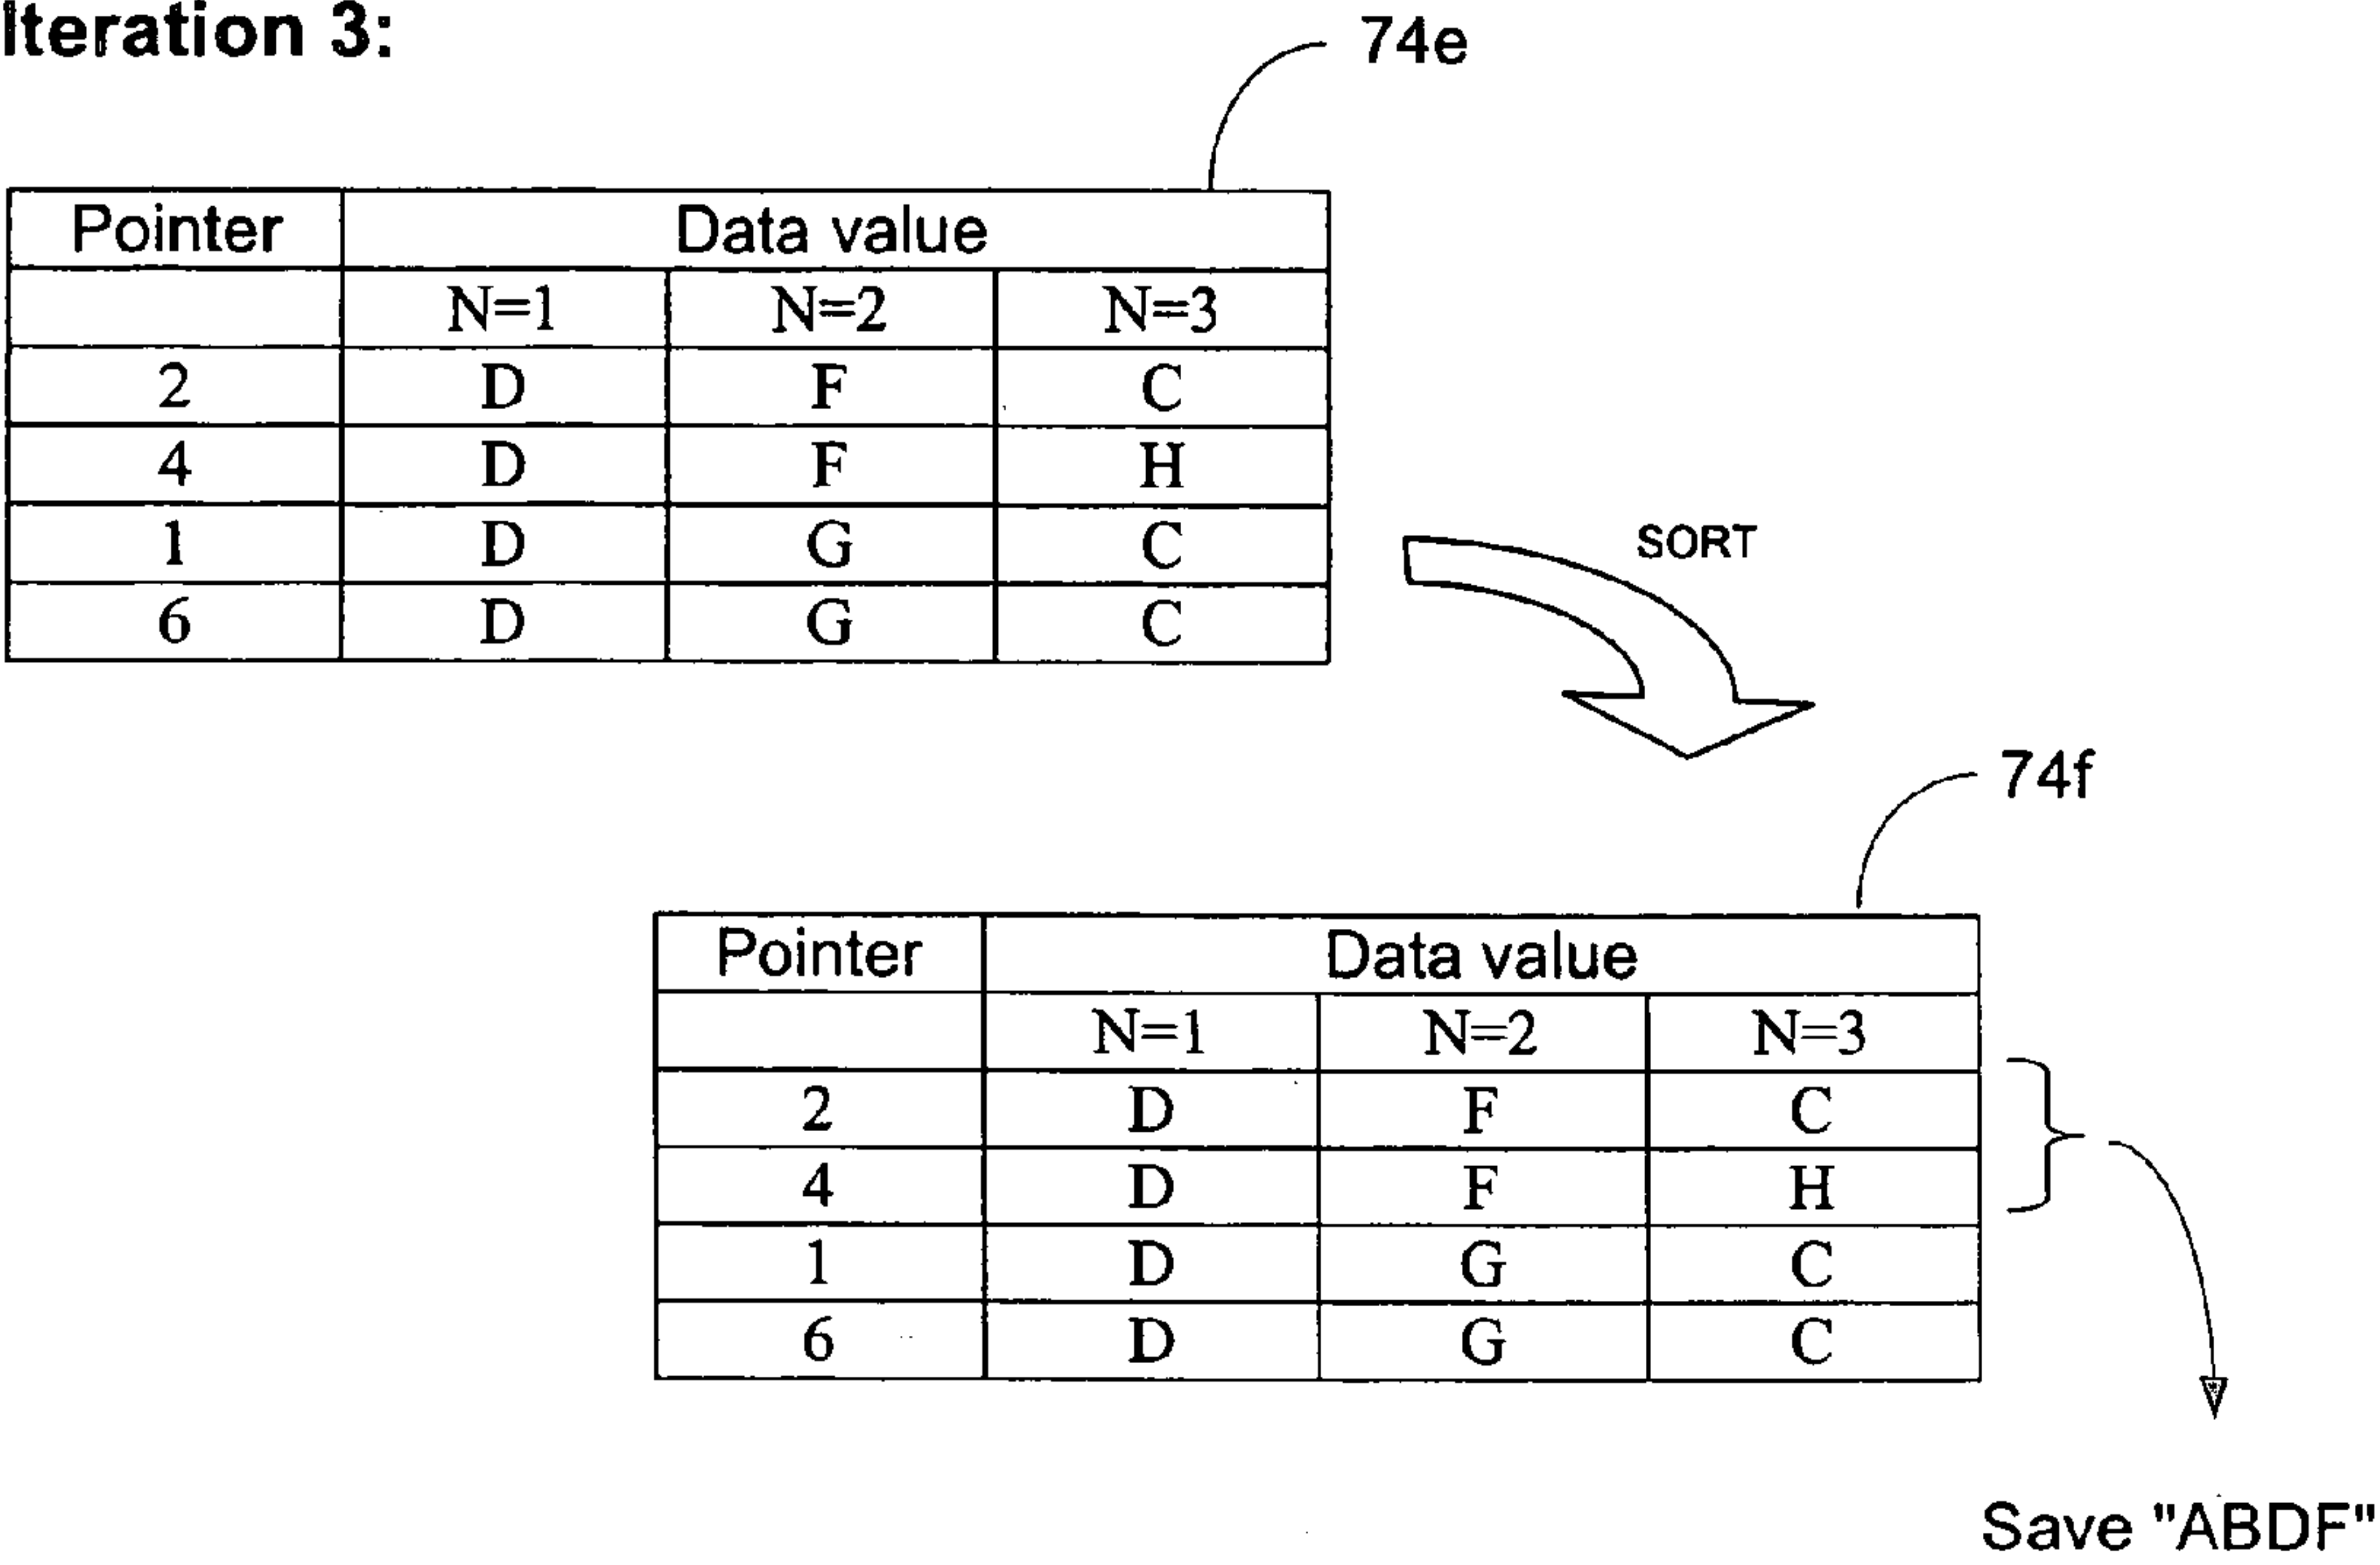 Iteration 3:
74e
Pointer Data value
N=1 N=2 N=3
2 D F C
4 D F H
1 D G C
6 D G C
SORT
74f
Pointer Data value
N=1 N=2 N=3
2 D F C
4 D F H
1 D G C
6 D G C
Save "ABDF"